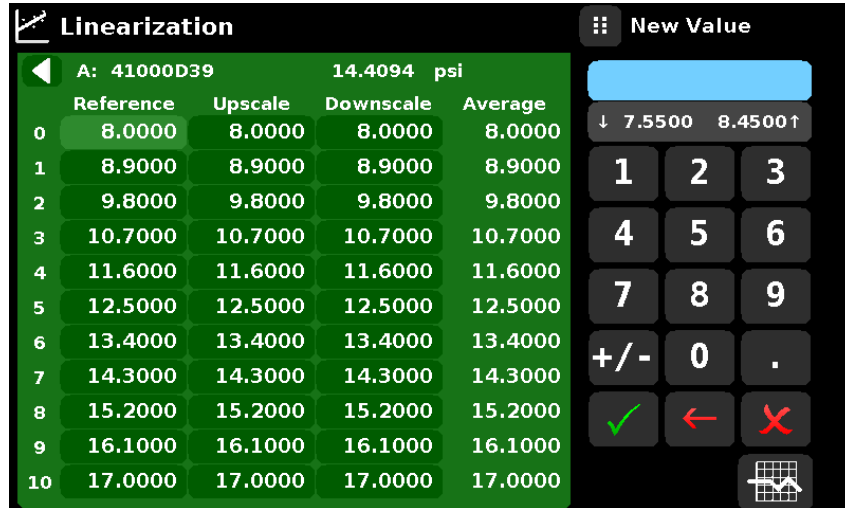 Linearization
A: 41000D39 14.4094 psi
Reference Upscale Downscale Average
0 8.0000 8.0000 8.0000 8.0000
1 8.9000 8.9000 8.9000 8.9000
2 9.8000 9.8000 9.8000 9.8000
3 10.7000 10.7000 10.7000 10.7000
4 11.6000 11.6000 11.6000 11.6000
5 12.5000 12.5000 12.5000 12.5000
6 13.4000 13.4000 13.4000 13.4000
7 14.3000 14.3000 14.3000 14.3000
8 15.2000 15.2000 15.2000 15.2000
9 16.1000 16.1000 16.1000 16.1000
10 17.0000 17.0000 17.0000 17.0000
New Value
↓ 7.5500 8.4500↑
1 2 3
4 5 6
7 8 9
+/- 0 .